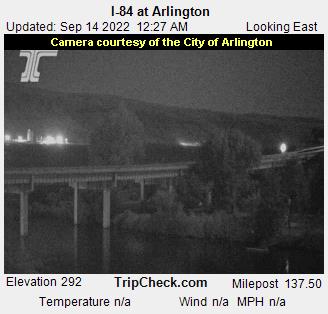 I-84 at Arlington
Updated: Sep 14 2022 12:27 AM Looking East
Camera courtesy of the City of Arlington
Elevation 292 TripCheck.com Milepost 137.50
Temperature n/a Wind n/a MPH n/a